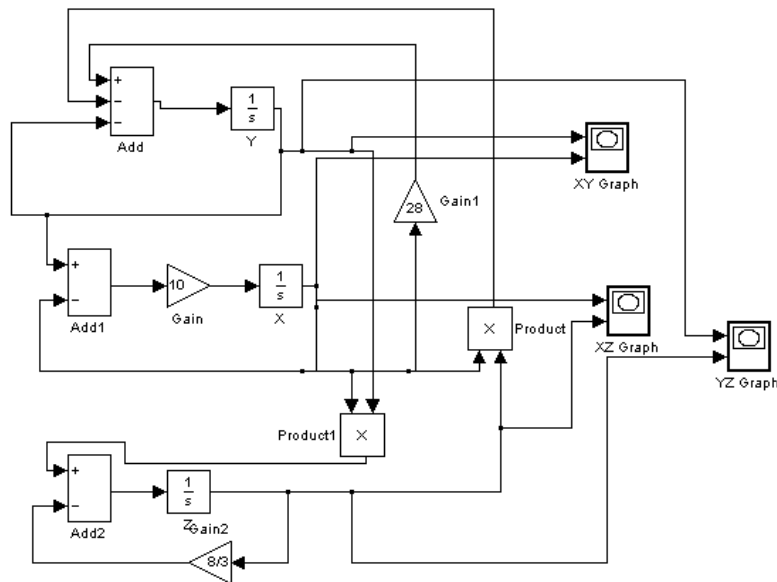 +
−
−
Add
1
s
Y
XY Graph
28
Gain1
+
−
Add1
10
Gain
1
s
X
×
Product
XZ Graph
YZ Graph
Product1
×
+
−
Add2
1
s
Z
Gain2
8/3